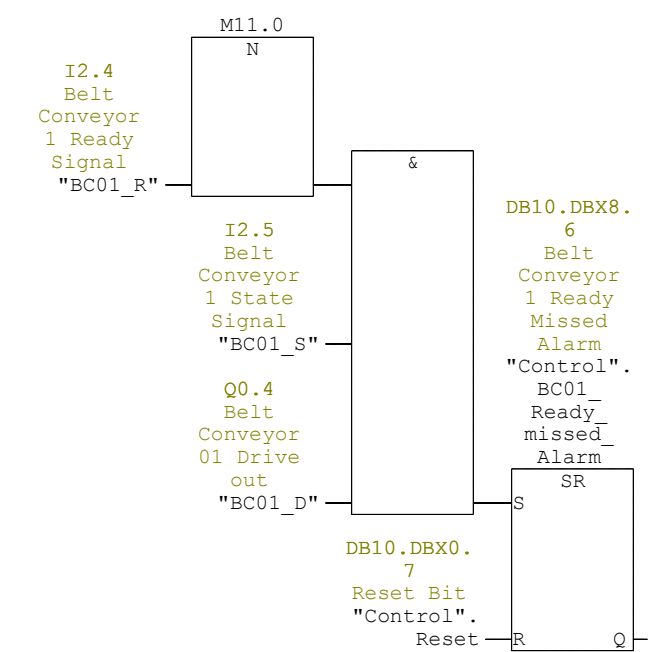 M11.0
N
I2.4
Belt
Conveyor
1 Ready
Signal
"BC01_R"
&
I2.5
Belt
Conveyor
1 State
Signal
"BC01_S"
Q0.4
Belt
Conveyor
01 Drive
out
"BC01_D"
DB10.DBX8.
6
Belt
Conveyor
1 Ready
Missed
Alarm
"Control".
BC01_
Ready_
missed_
Alarm
SR
S
DB10.DBX0.
7
Reset Bit
"Control".
Reset
R
Q